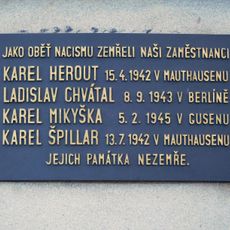 JAKO OBĚŤ NACISMU ZEMŘELI NAŠI ZAMĚSTNANCI
KAREL HEROUT 15.4.1942 V MAUTHAUSENU
LADISLAV CHVÁTAL 8.9.1943 V BERLÍNĚ
KAREL MIKYŠKA 5.2.1945 V GUSENU
KAREL ŠPILLAR 13.7.1942 V MAUTHAUSENU
JEJICH PAMÁTKA NEZEMŘE.